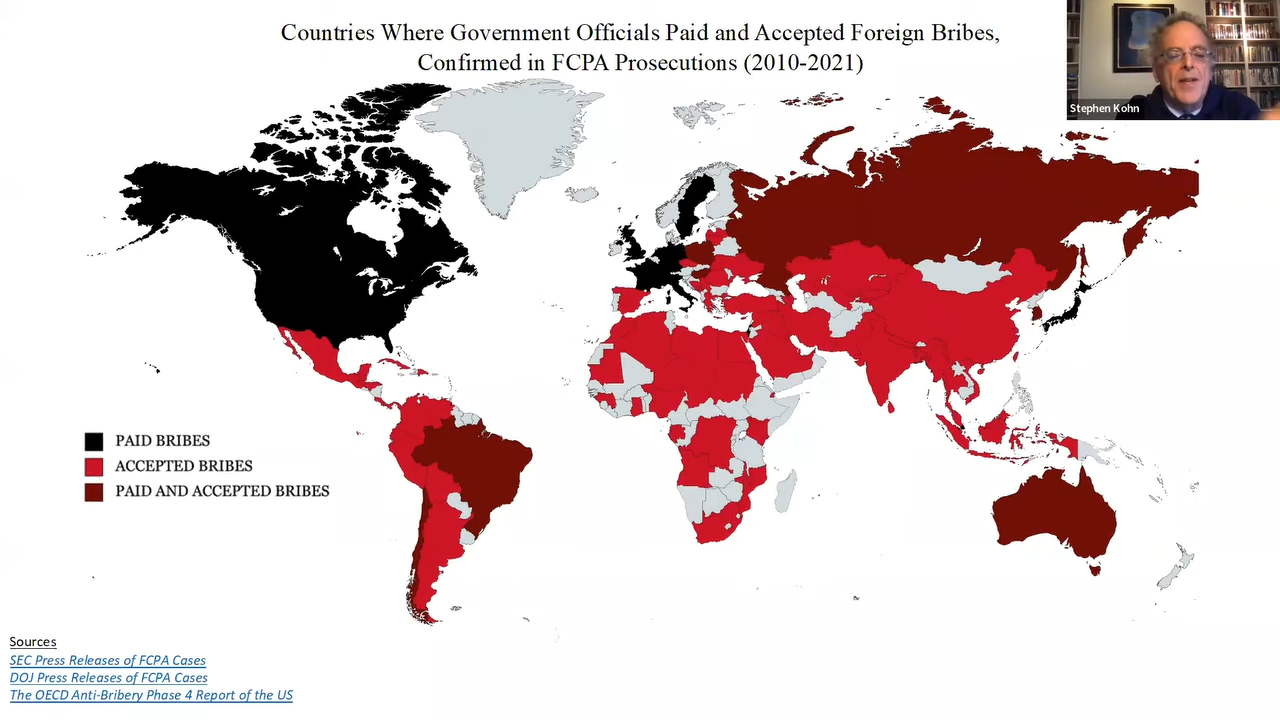 Countries Where Government Officials Paid and Accepted Foreign Bribes,
Confirmed in FCPA Prosecutions (2010-2021)
Stephen Kohn
PAID BRIBES
ACCEPTED BRIBES
PAID AND ACCEPTED BRIBES
Sources
SEC Press Releases of FCPA Cases
DOJ Press Releases of FCPA Cases
The OECD Anti-Bribery Phase 4 Report of the US